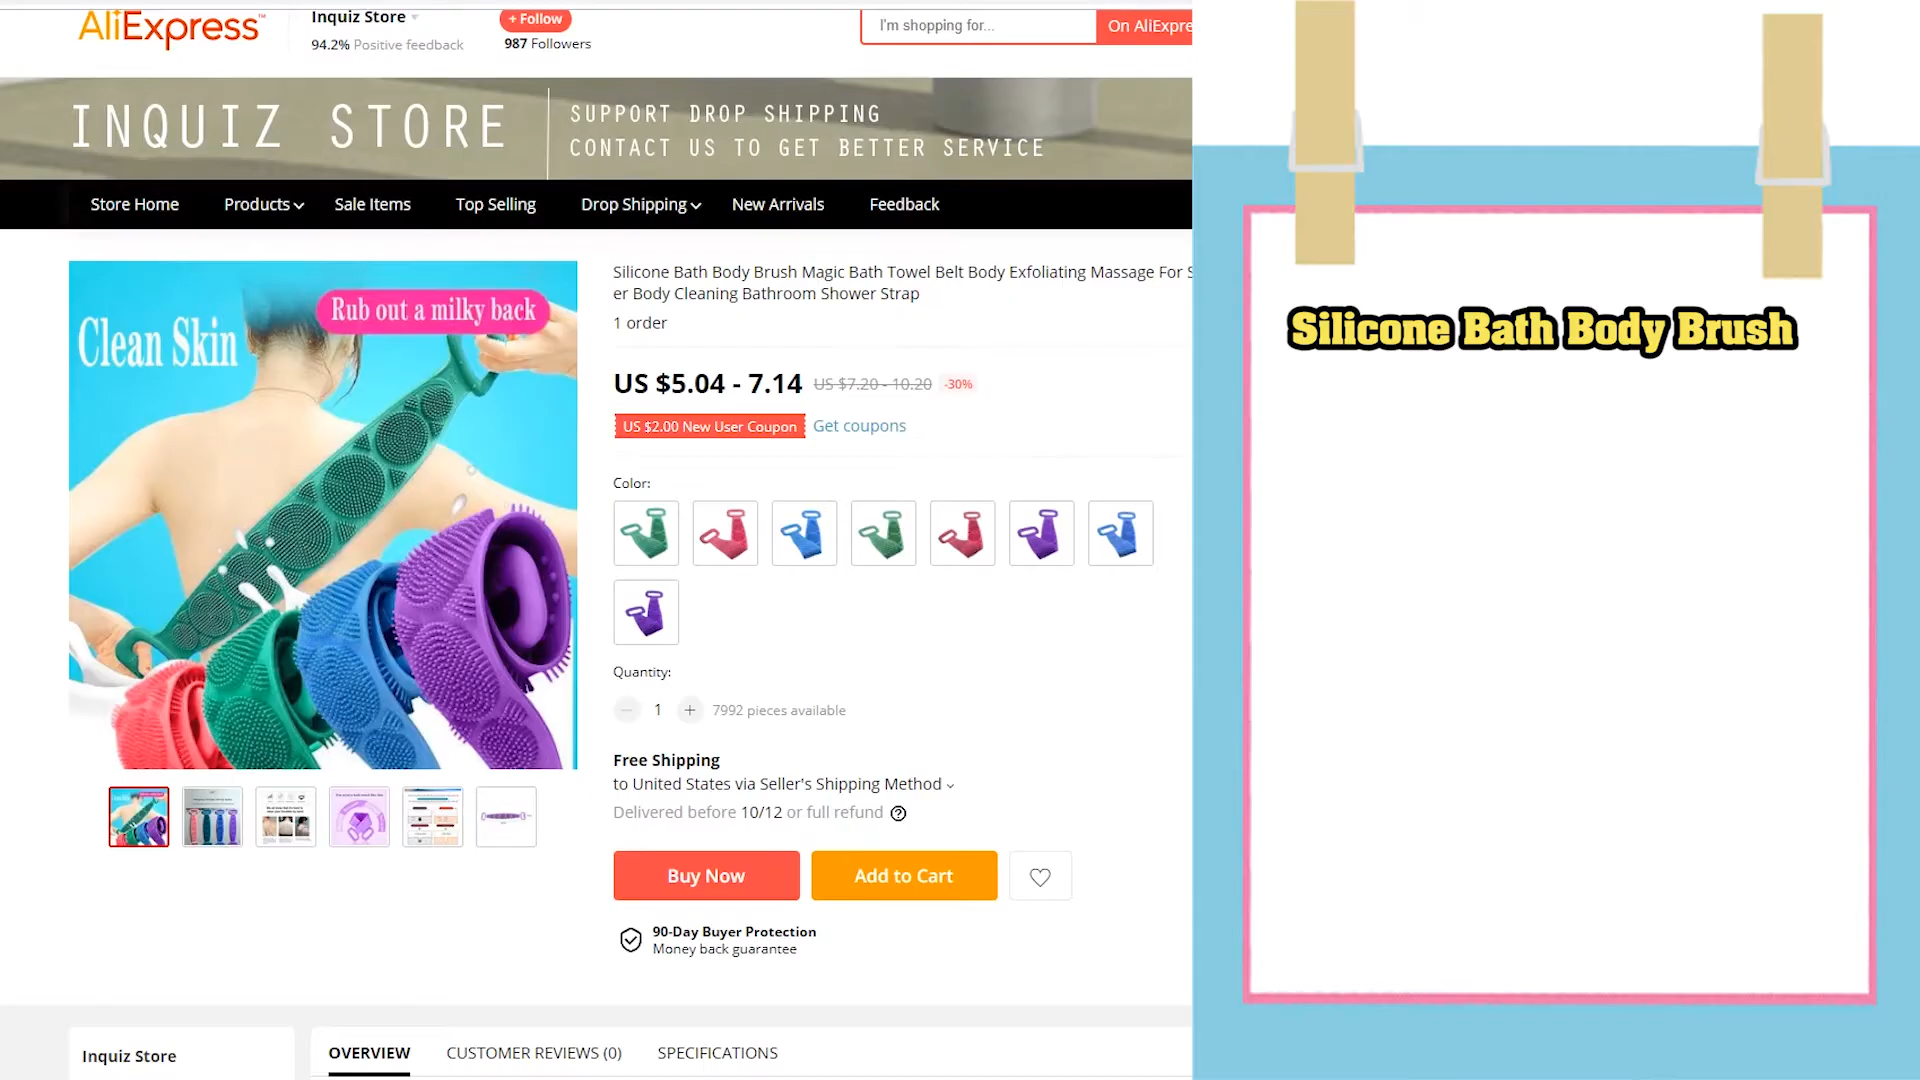 AliExpress™
Inquiz Store
94.2% Positive feedback
+ Follow
987 Followers
I'm shopping for...
On AliExpre
INQUIZ STORE
SUPPORT DROP SHIPPING
CONTACT US TO GET BETTER SERVICE
Store Home
Products
Sale Items
Top Selling
Drop Shipping
New Arrivals
Feedback
Clean Skin
Rub out a milky back
Silicone Bath Body Brush Magic Bath Towel Belt Body Exfoliating Massage For S
er Body Cleaning Bathroom Shower Strap
1 order
US $5.04 - 7.14 US $7.20 - 10.20 -30%
US $2.00 New User Coupon Get coupons
Color:
Quantity:
1 7992 pieces available
Free Shipping
to United States via Seller's Shipping Method
Delivered before 10/12 or full refund
Buy Now
Add to Cart
90-Day Buyer Protection
Money back guarantee
Inquiz Store
OVERVIEW
CUSTOMER REVIEWS (0)
SPECIFICATIONS
Silicone Bath Body Brush